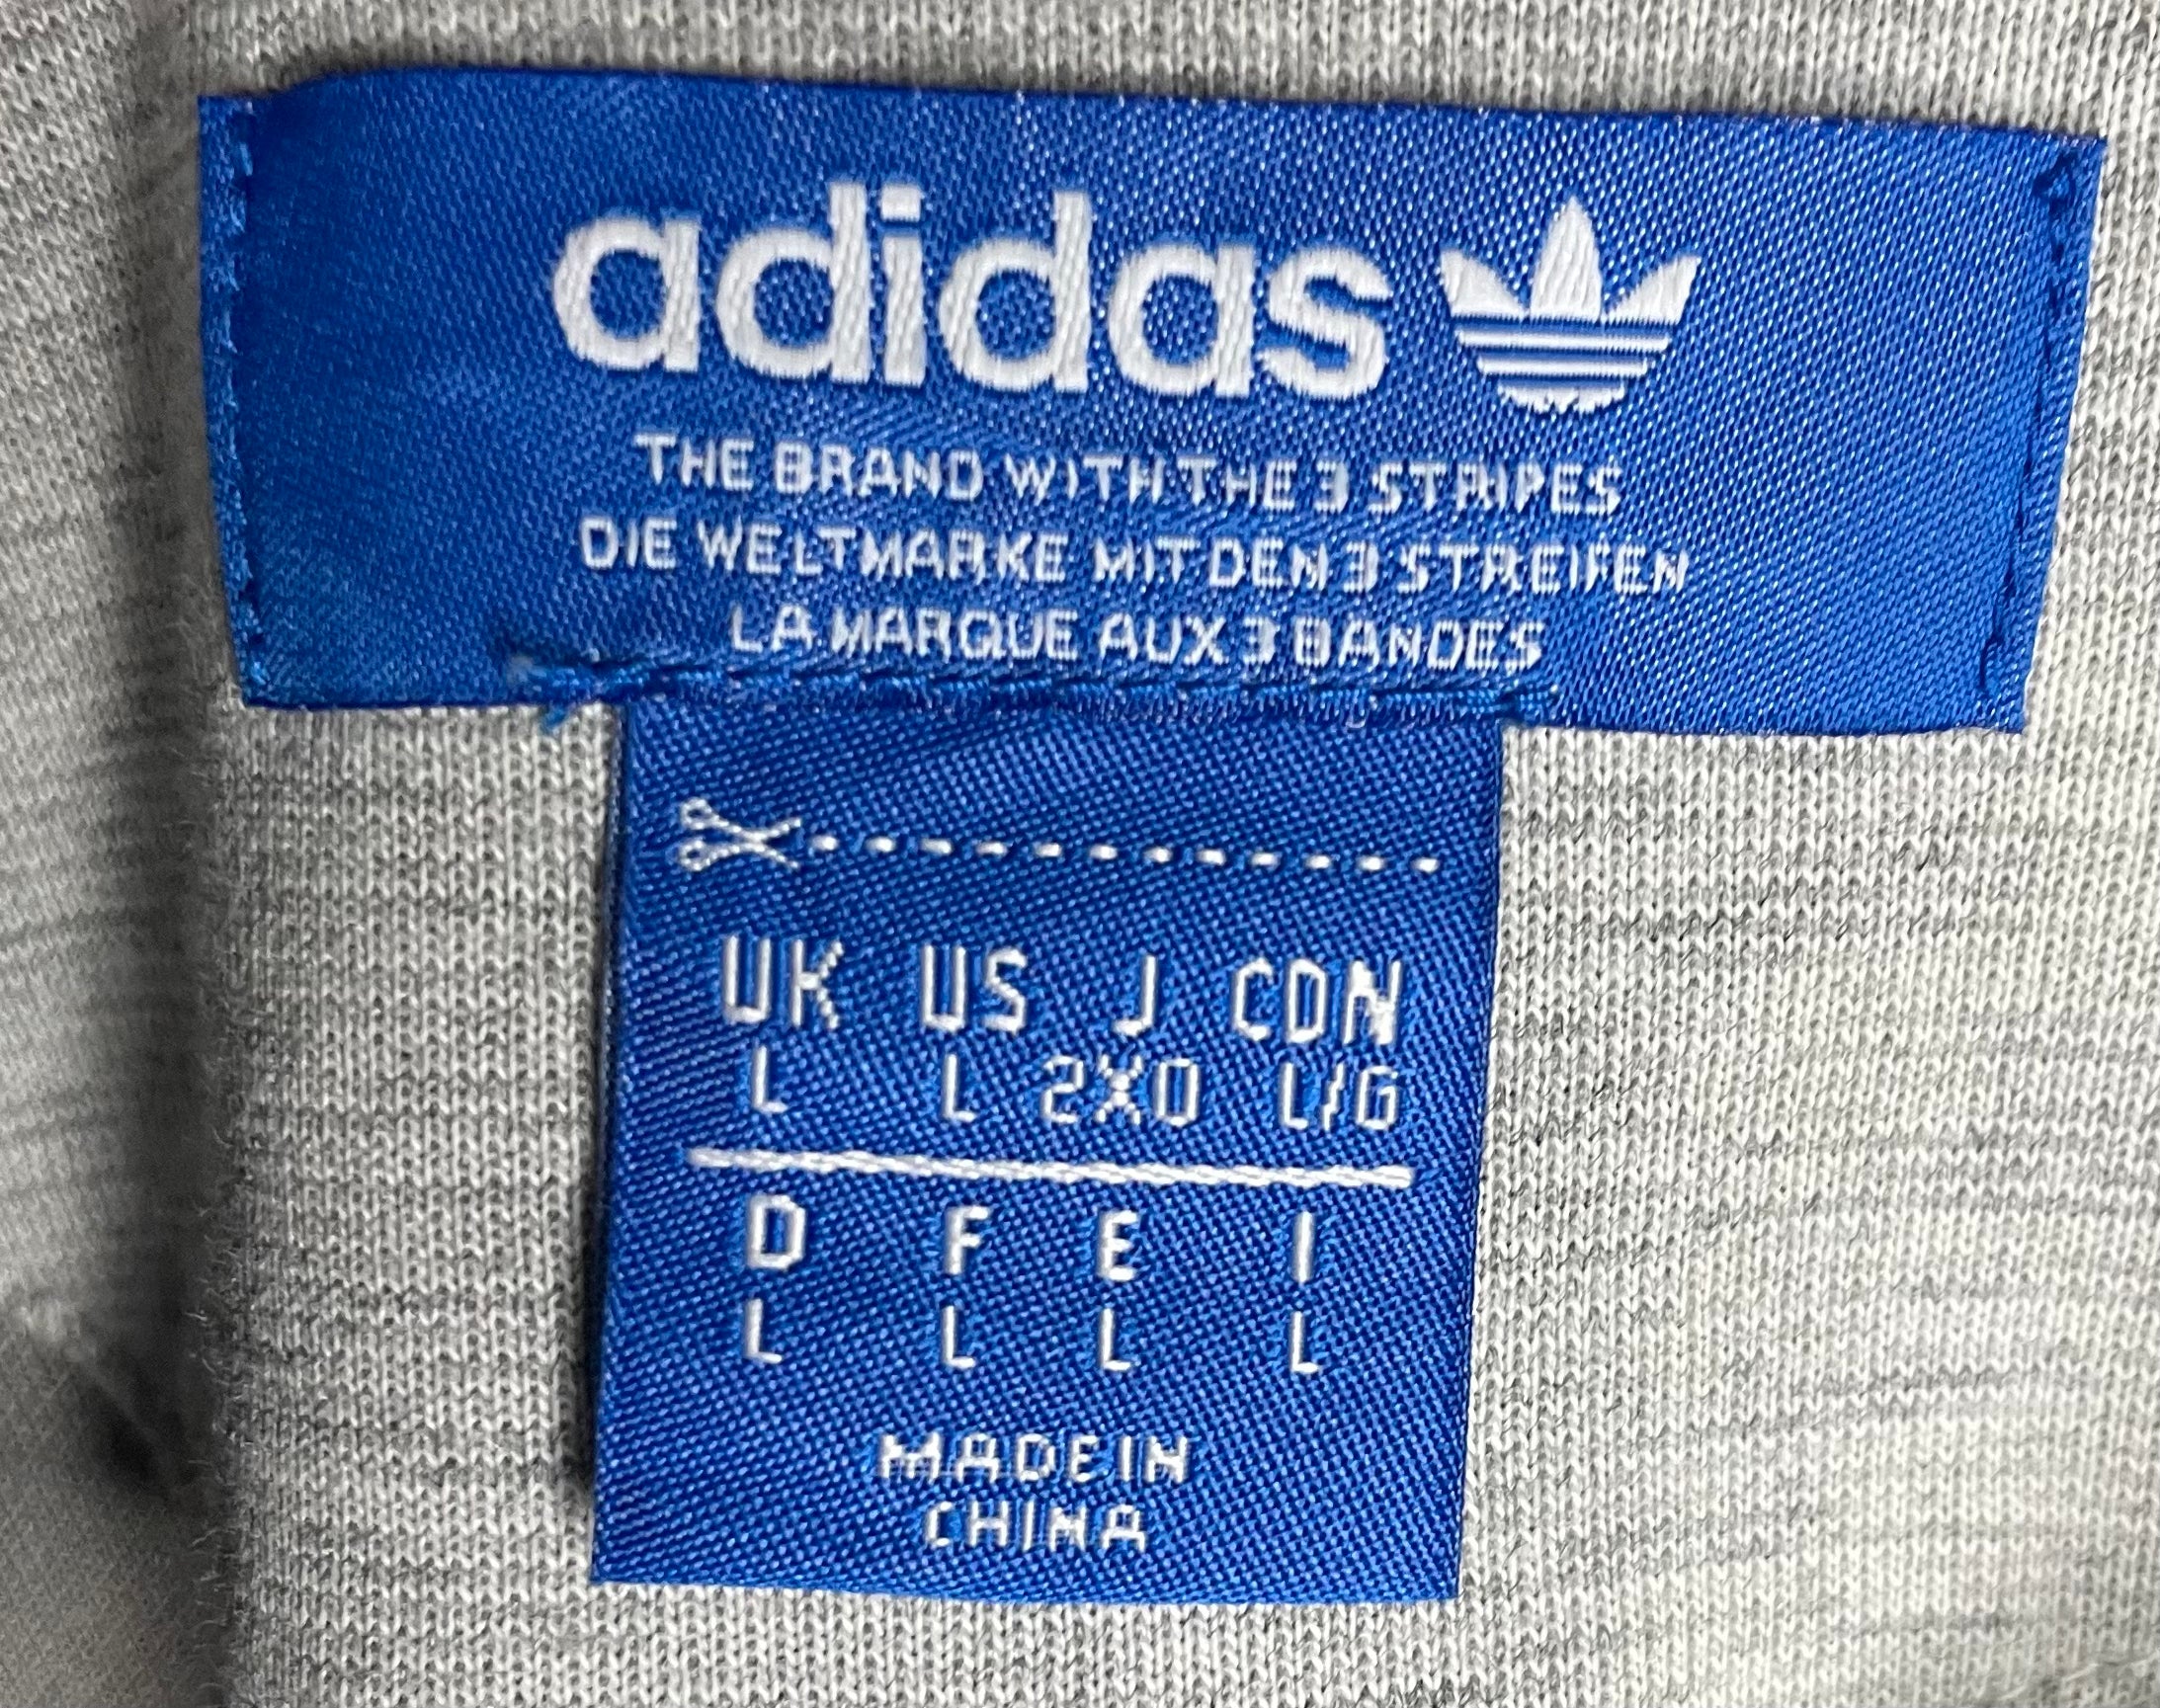 adidas
THE BRAND WITH THE 3 STRIPES
DIE WELTMARKE MIT DEN 3 STREIFEN
LA MARQUE AUX 3 BANDES
UK US J CDN
L L 2XO L/G
D F E I
L L L L
MADE IN
CHINA